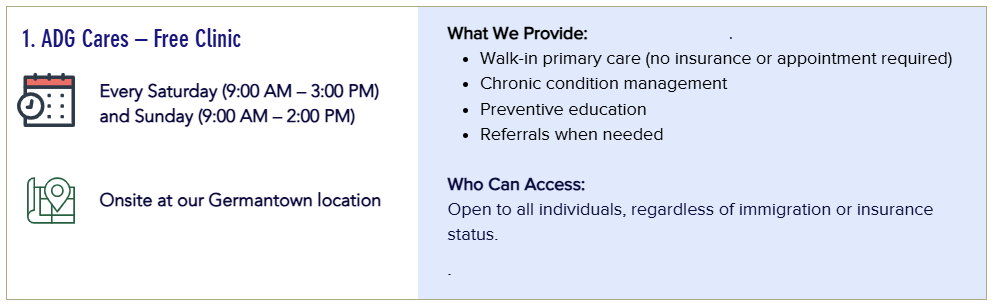 1. ADG Cares – Free Clinic
Every Saturday (9:00 AM – 3:00 PM)
and Sunday (9:00 AM – 2:00 PM)
Onsite at our Germantown location
What We Provide: .
• Walk-in primary care (no insurance or appointment required)
• Chronic condition management
• Preventive education
• Referrals when needed
Who Can Access:
Open to all individuals, regardless of immigration or insurance
status.
.